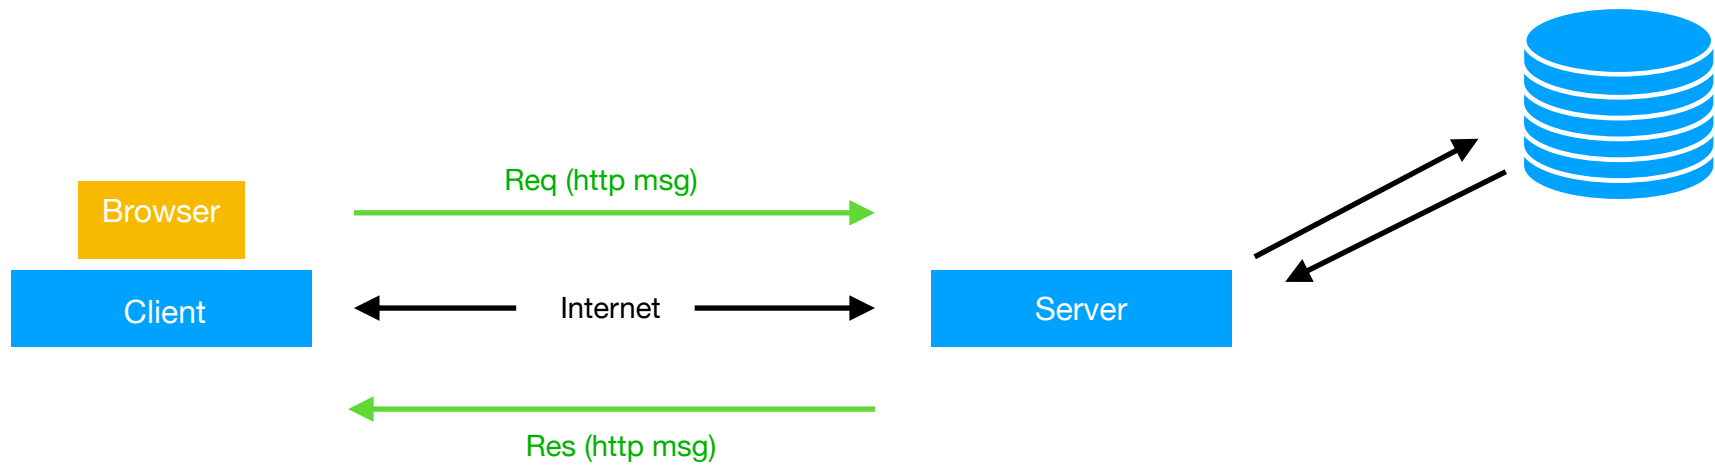 Req (http msg)
Browser
Client
Internet
Server
Res (http msg)